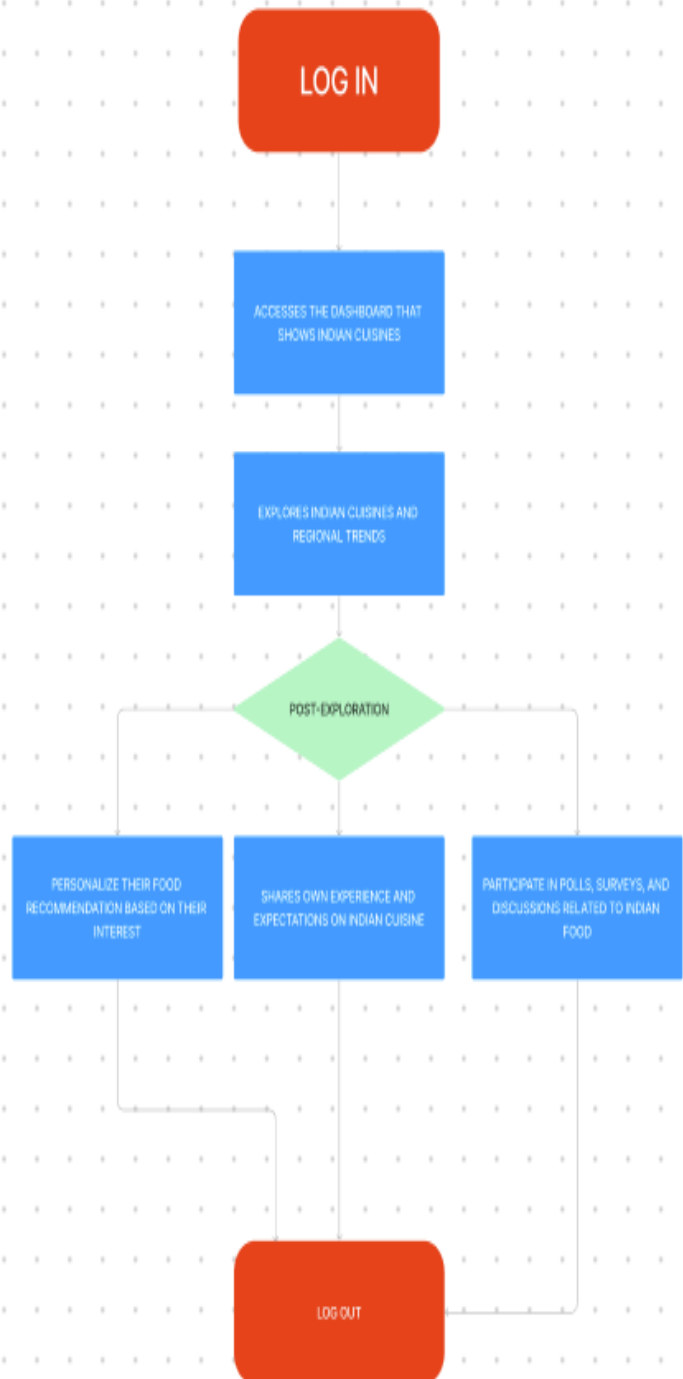 LOG IN
ACCESSES THE DASHBOARD THAT
SHOWS INDIAN CUISINES
EXPLORES INDIAN CUISINES AND
REGIONAL TRENDS
POST-EXPLORATION
PERSONALIZE THEIR FOOD
RECOMMENDATION BASED ON THEIR
INTEREST
SHARES OWN EXPERIENCE AND
EXPECTATIONS ON INDIAN CUISINE
PARTICIPATE IN POLLS, SURVEYS, AND
DISCUSSIONS RELATED TO INDIAN
FOOD
LOG OUT